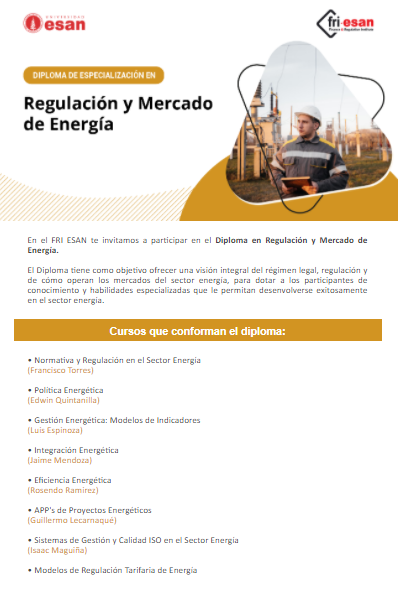 UNIVERSIDAD
esan
fri·esan
Finance & Regulation Institute
DIPLOMA DE ESPECIALIZACIÓN EN
Regulación y Mercado
de Energía
En el FRI ESAN te invitamos a participar en el Diploma en Regulación y Mercado de
Energía.
El Diploma tiene como objetivo ofrecer una visión integral del régimen legal, regulación y
de cómo operan los mercados del sector energía, para dotar a los participantes de
conocimiento y habilidades especializadas que le permitan desenvolverse exitosamente
en el sector energía.
Cursos que conforman el diploma:
• Normativa y Regulación en el Sector Energía
(Francisco Torres)
• Política Energética
(Edwin Quintanilla)
• Gestión Energética: Modelos de Indicadores
(Luis Espinoza)
• Integración Energética
(Jaime Mendoza)
• Eficiencia Energética
(Rosendo Ramírez)
• APP's de Proyectos Energéticos
(Guillermo Lecarnaqué)
• Sistemas de Gestión y Calidad ISO en el Sector Energía
(Isaac Maguiña)
• Modelos de Regulación Tarifaria de Energía